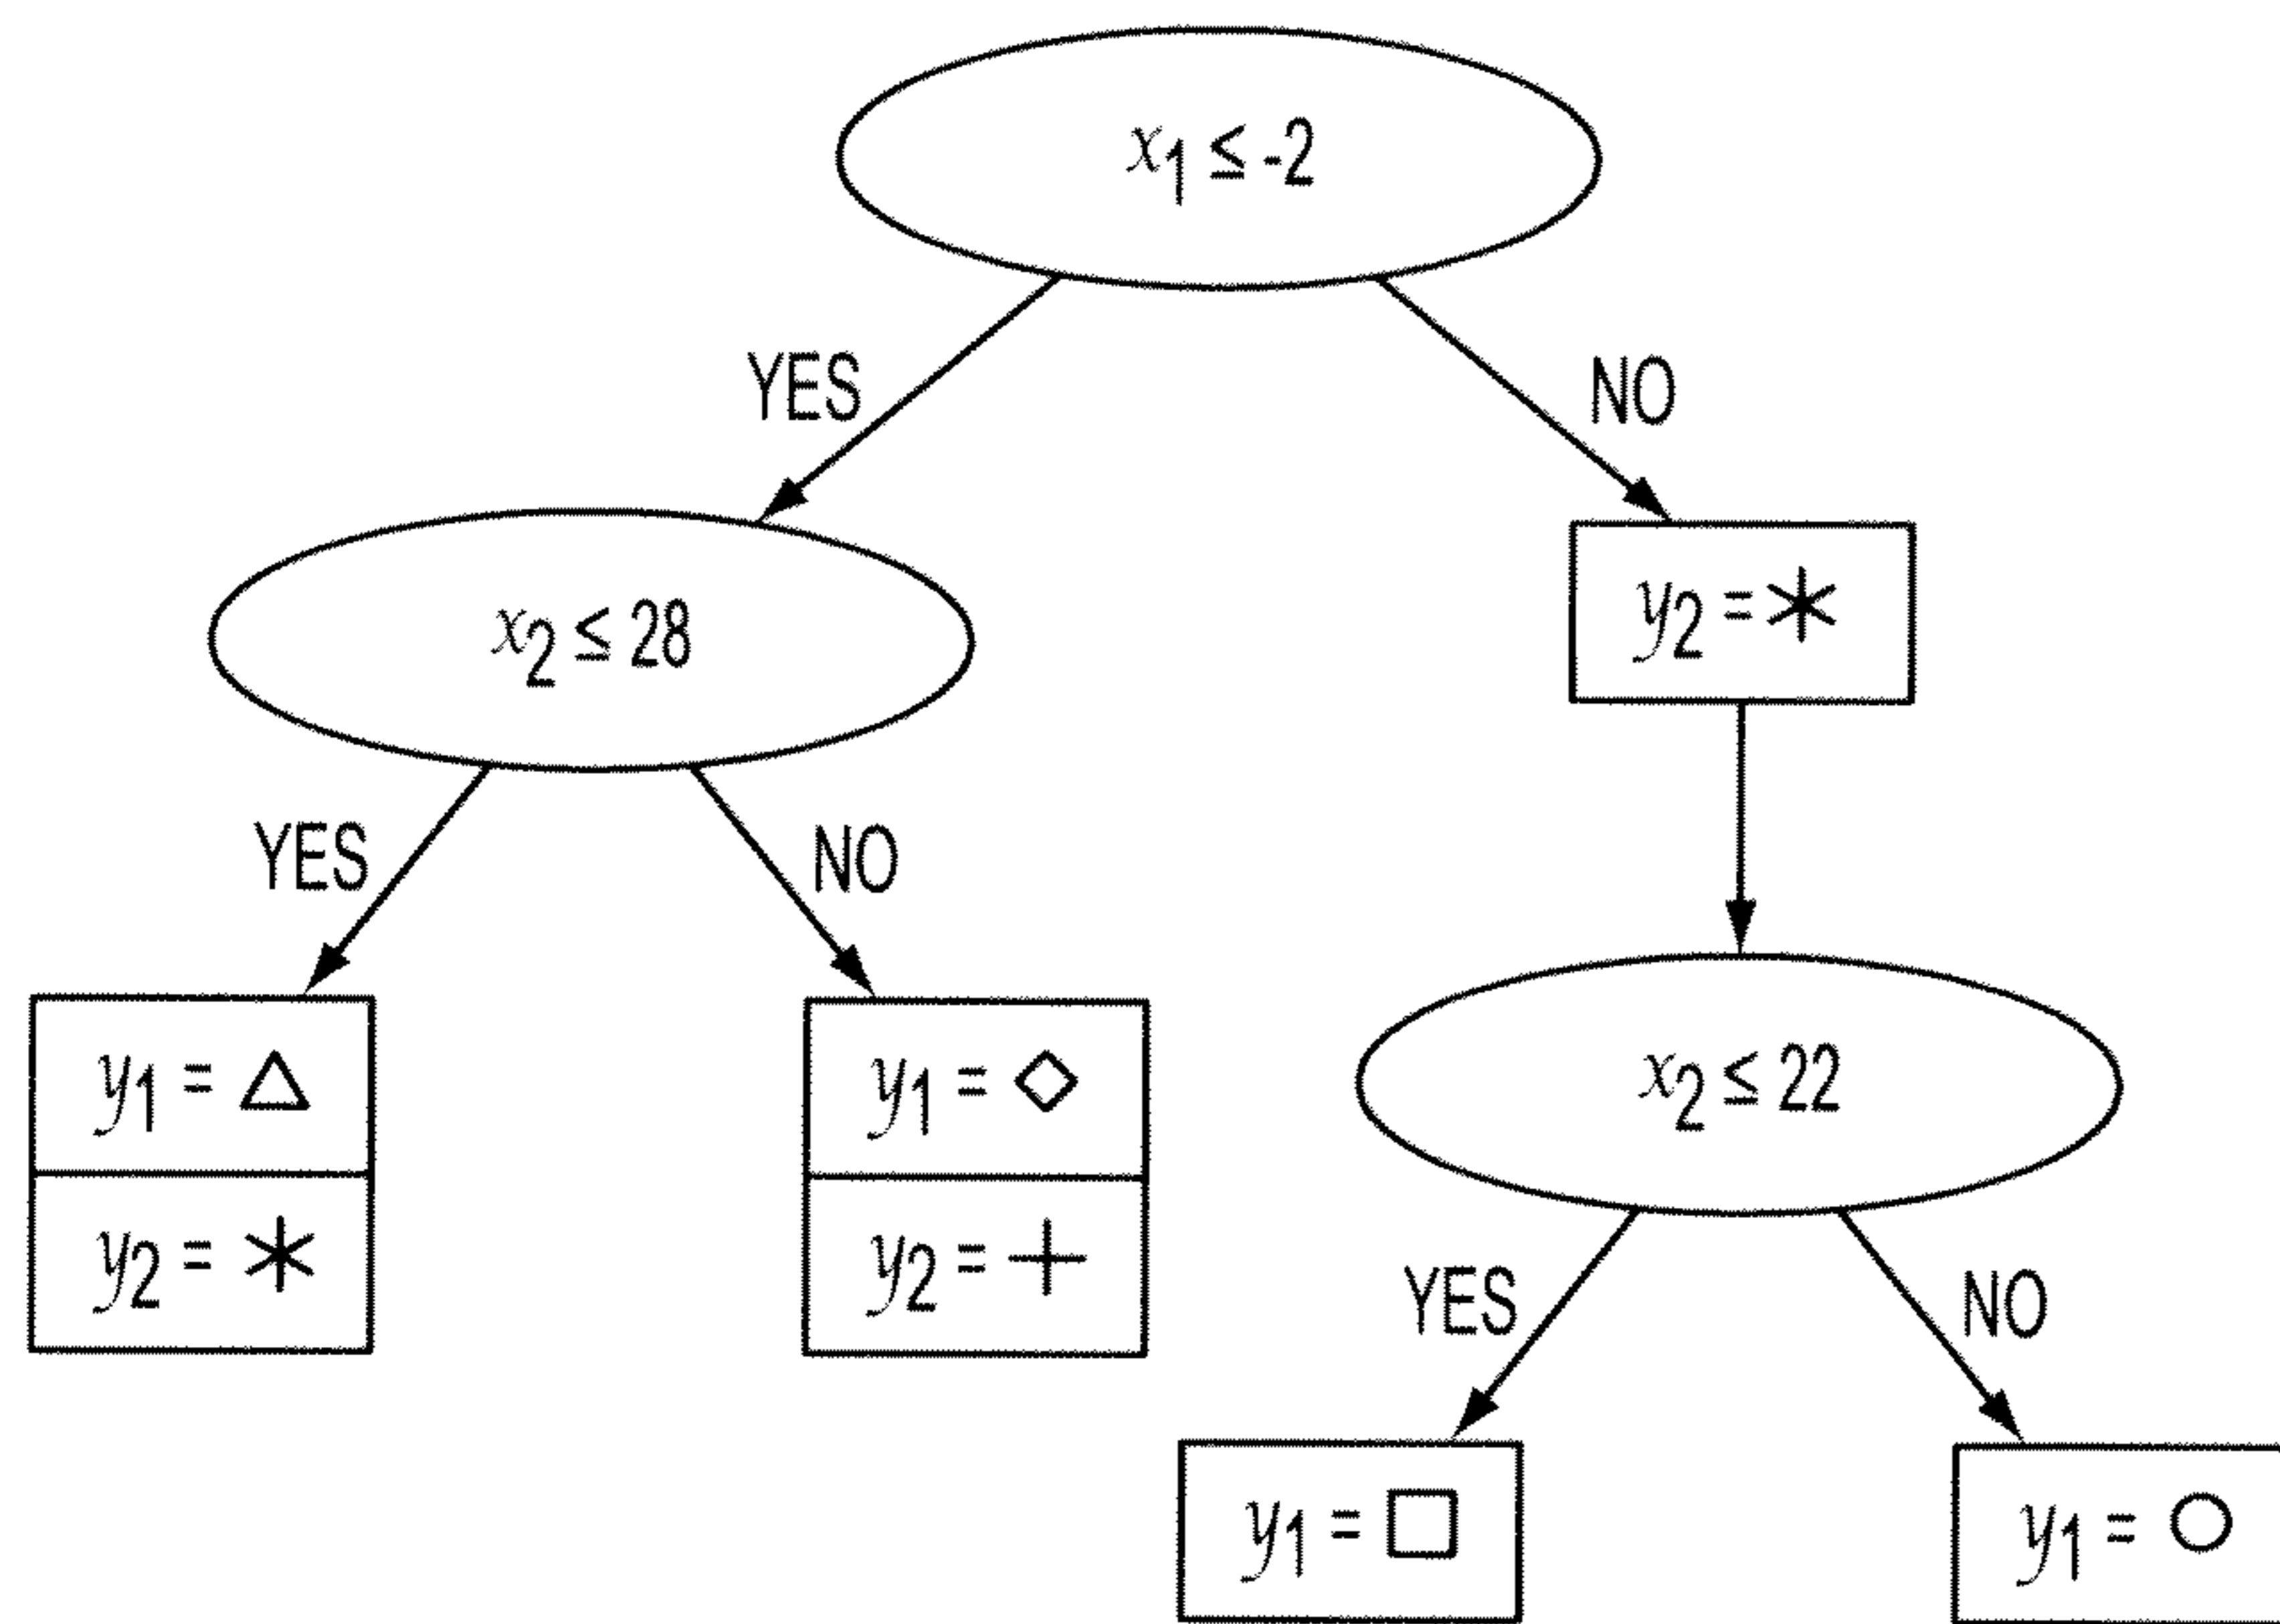 x1 ≤ -2
YES
NO
x2 ≤ 28
y2 = *
YES
NO
y1 = △
y2 = *
y1 = ◇
y2 = +
x2 ≤ 22
YES
NO
y1 = □
y1 = ○